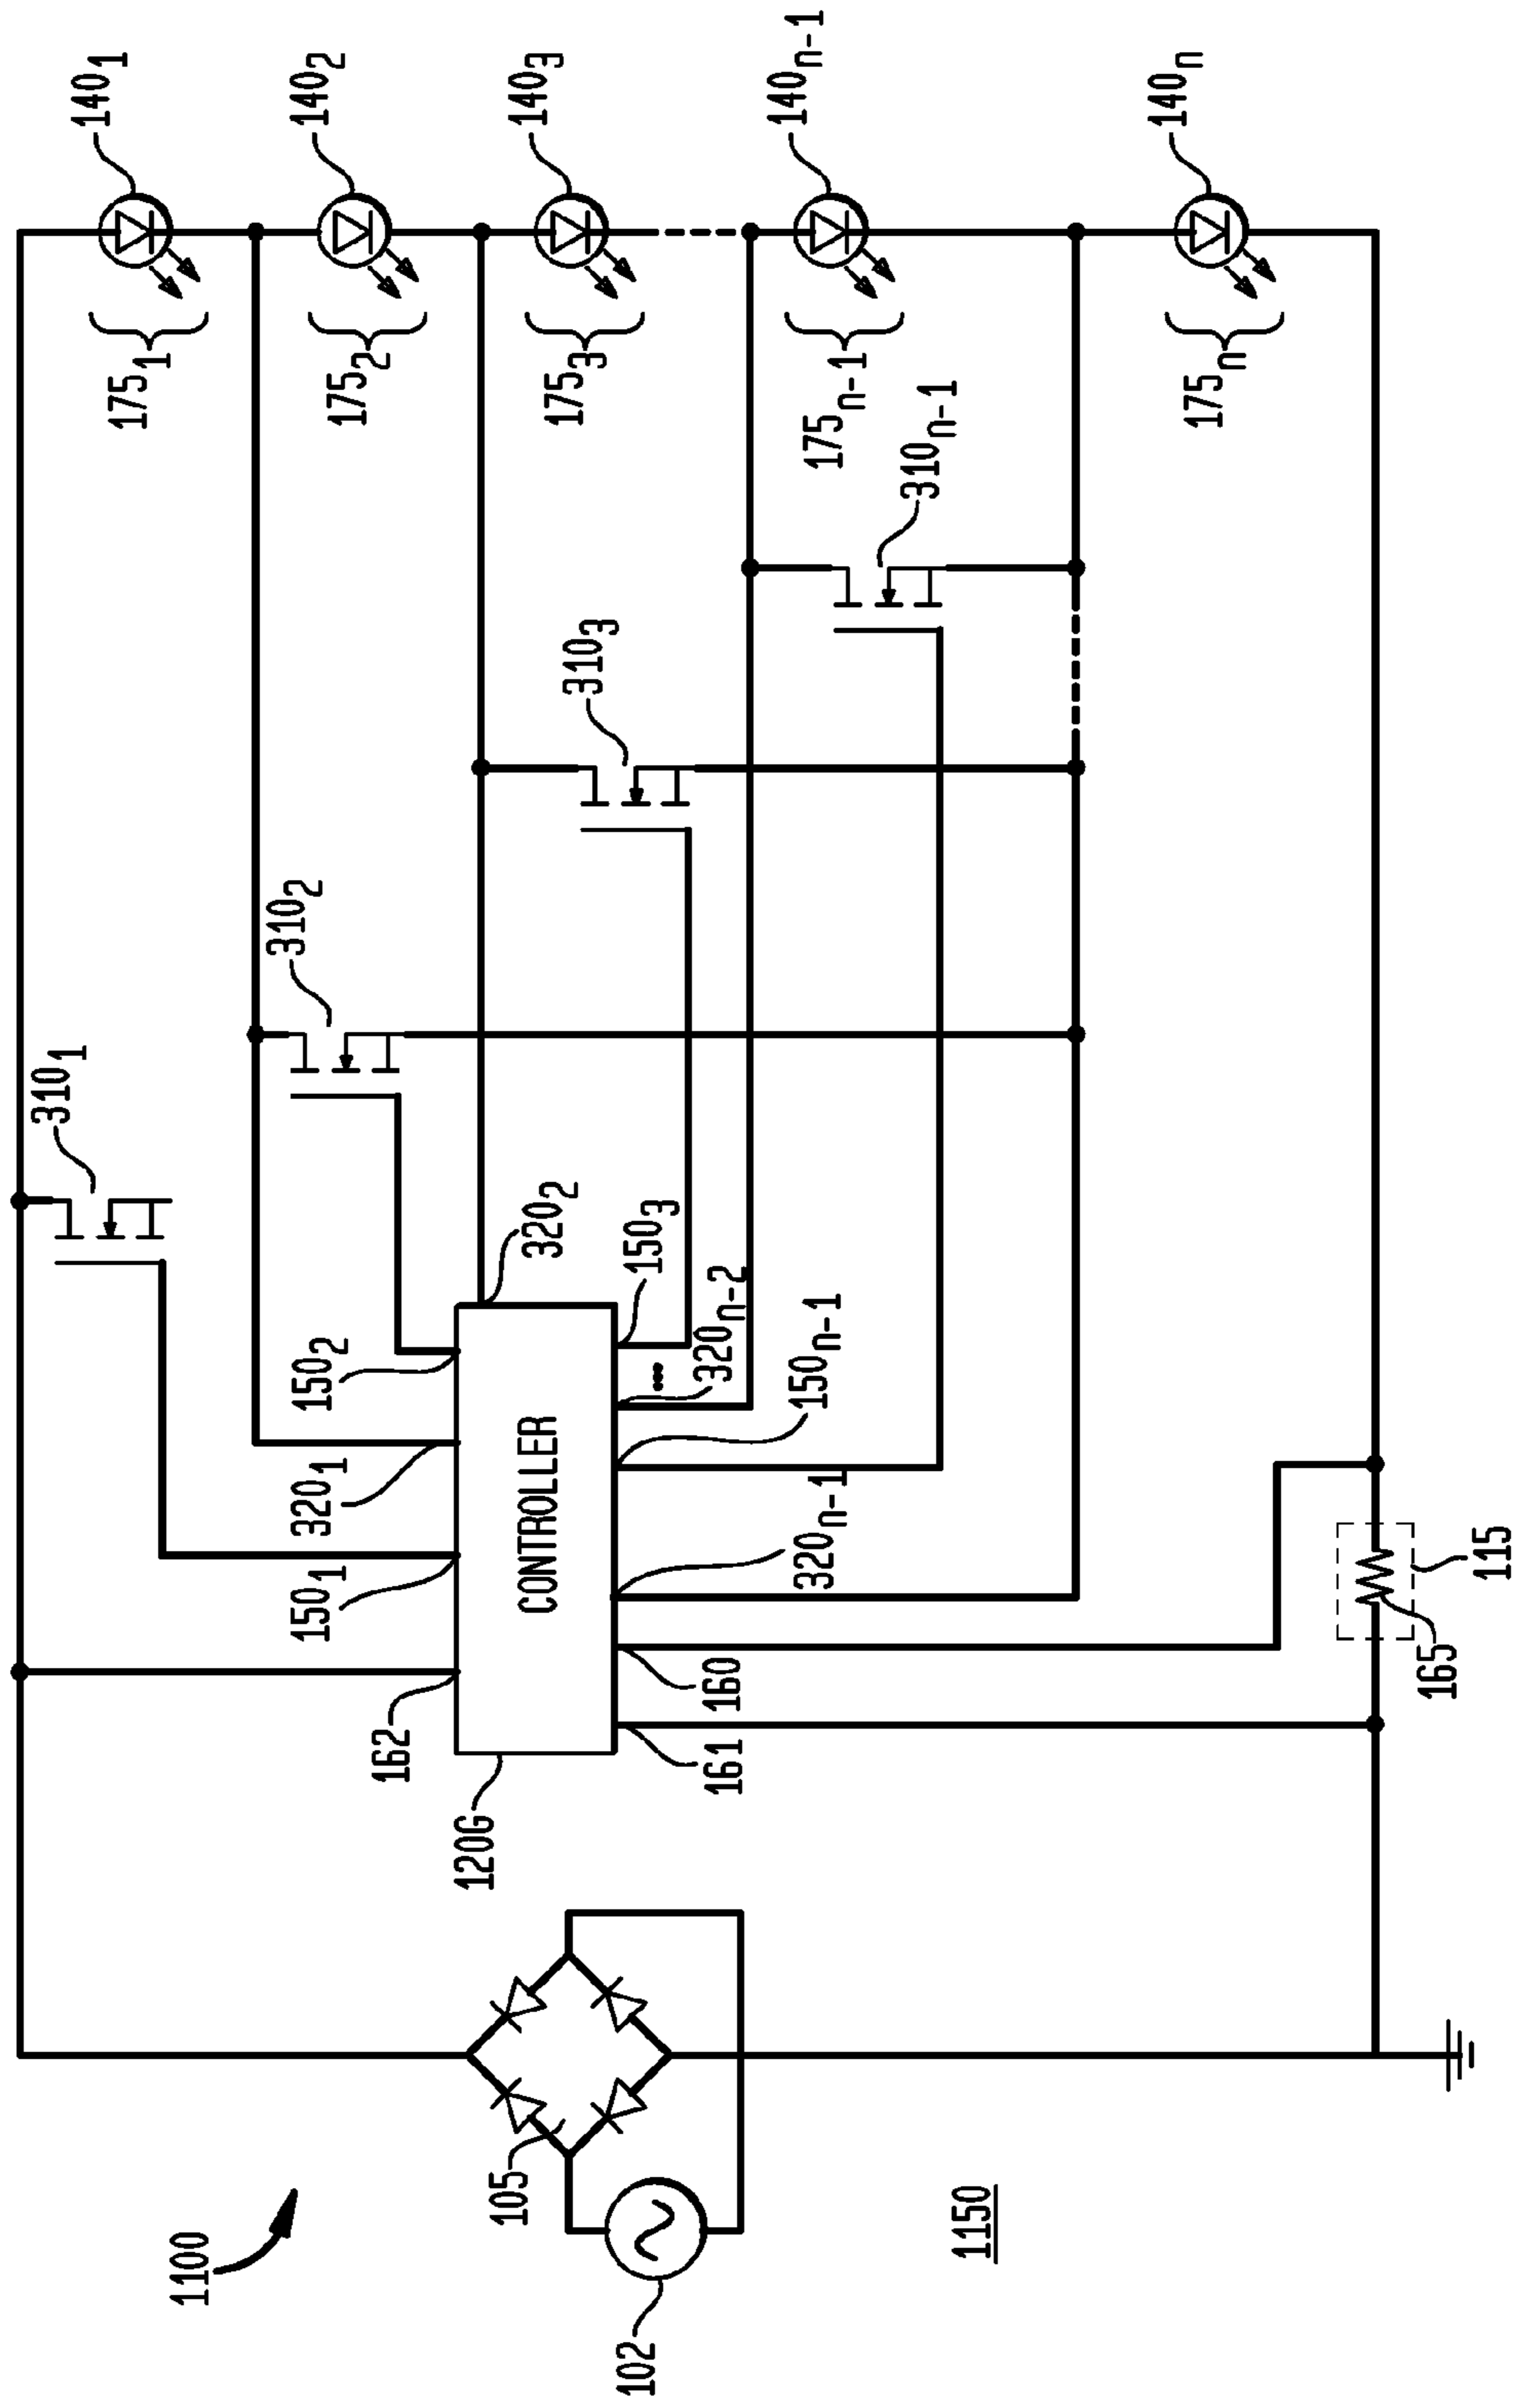 1100
102
105
1150
120G
162
150₁
320₁
150₂
310₁
310₂
320₂
150₃
320ₙ₋₂
150ₙ₋₁
320ₙ₋₁
160
161
CONTROLLER
310₃
310ₙ₋₁
175₁
175₂
175₃
175ₙ₋₁
175ₙ
140₁
140₂
140₃
140ₙ₋₁
140ₙ
165
115